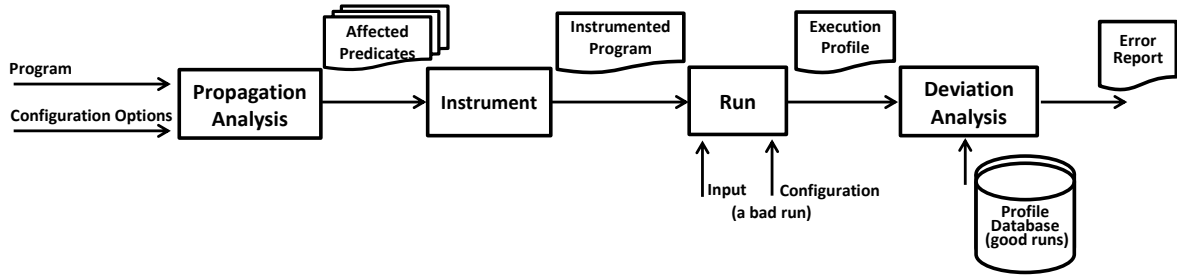 Affected
Predicates
Instrumented
Program
Execution
Profile
Error
Report
Program
Configuration Options
Propagation
Analysis
Instrument
Run
Deviation
Analysis
Input
Configuration
(a bad run)
Profile
Database
(good runs)